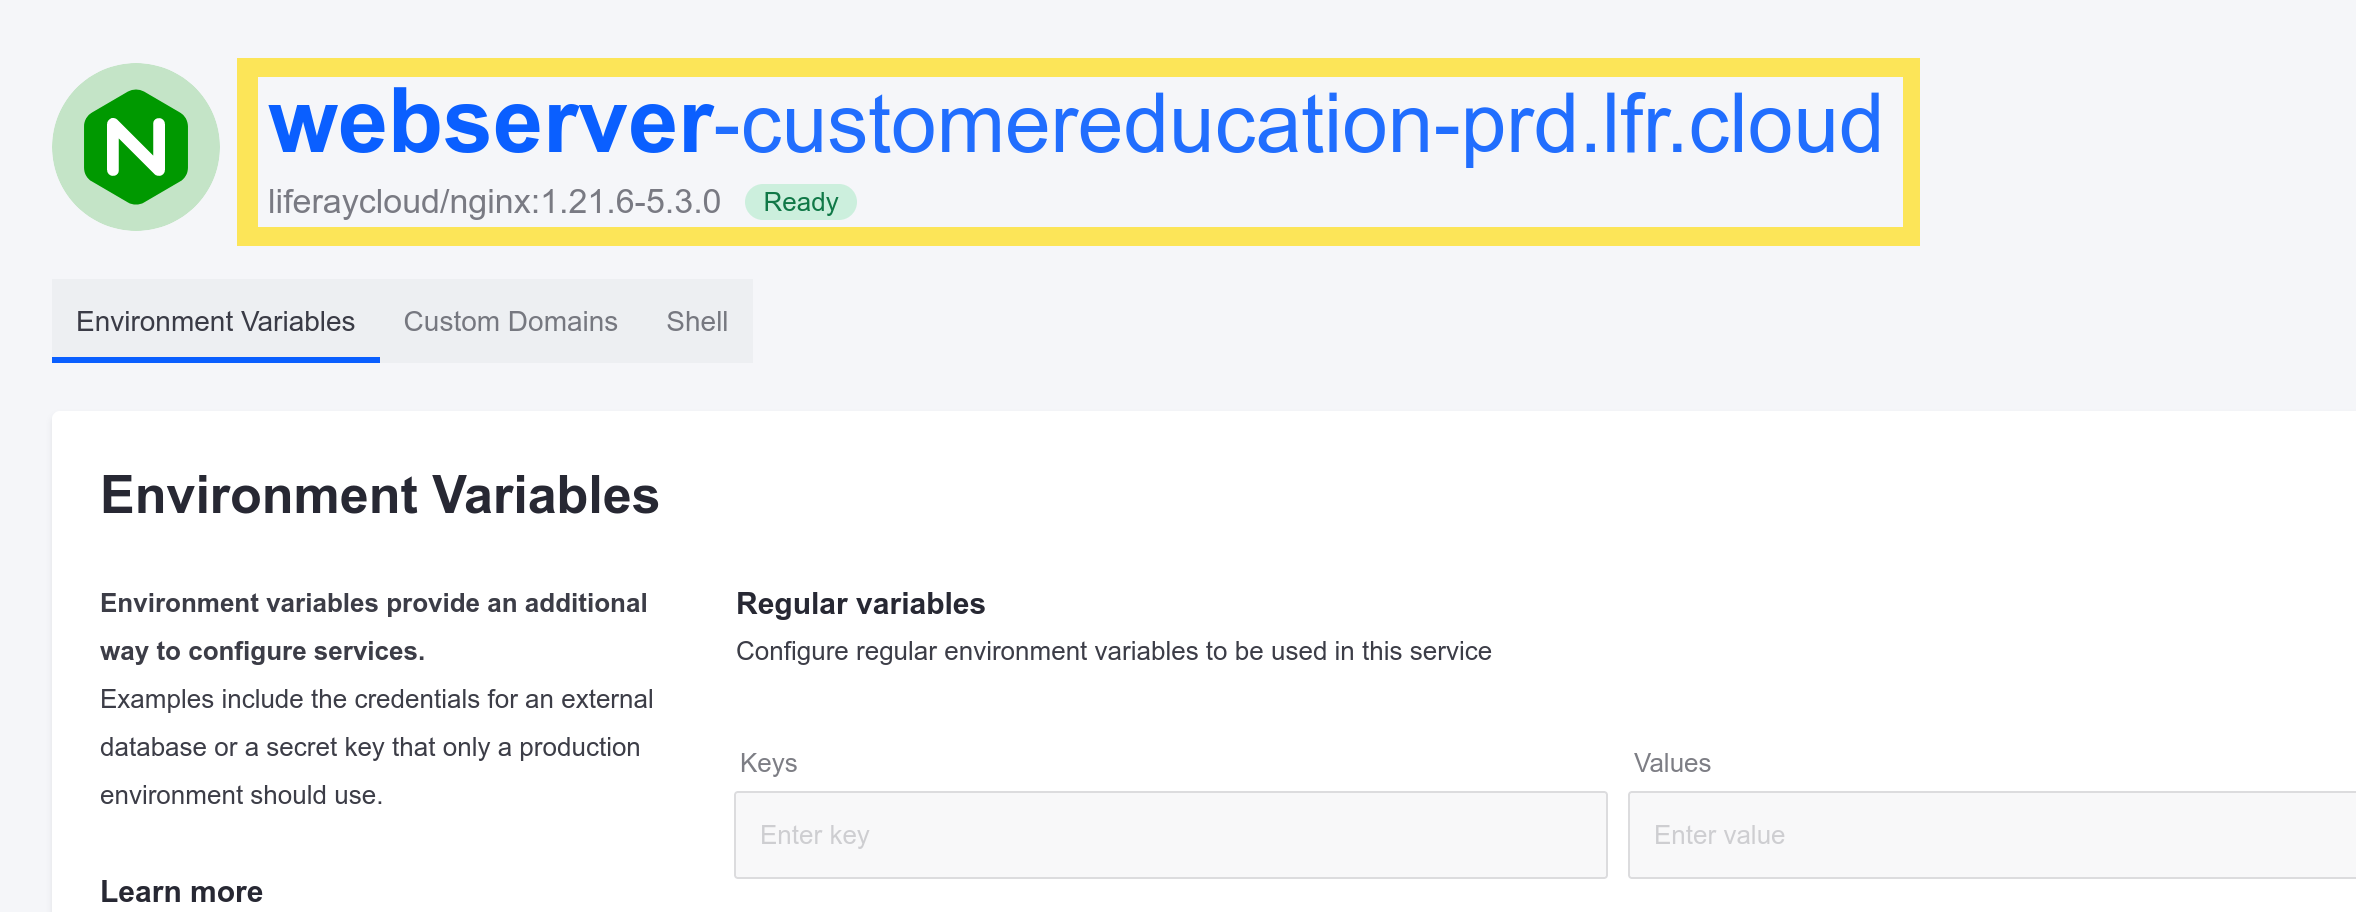 N
webserver-customereducation-prd.lfr.cloud
liferaycloud/nginx:1.21.6-5.3.0 Ready
Environment Variables Custom Domains Shell
Environment Variables
Environment variables provide an additional
way to configure services.
Examples include the credentials for an external
database or a secret key that only a production
environment should use.
Learn more
Regular variables
Configure regular environment variables to be used in this service
Keys Values
Enter key Enter value